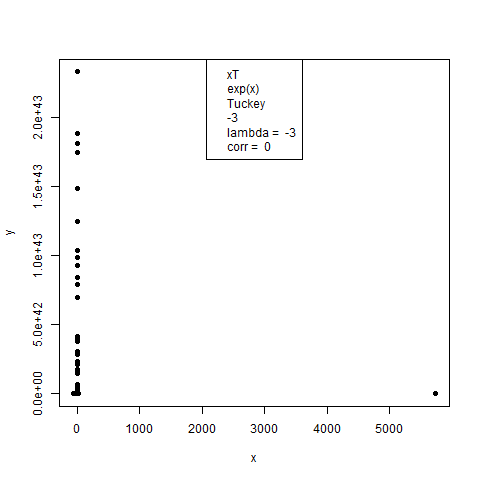 xT
exp(x)
Tuckey
-3
lambda =  -3
corr =  0
y
2.0e+43
1.5e+43
1.0e+43
5.0e+42
0.0e+00
0 1000 2000 3000 4000 5000
x